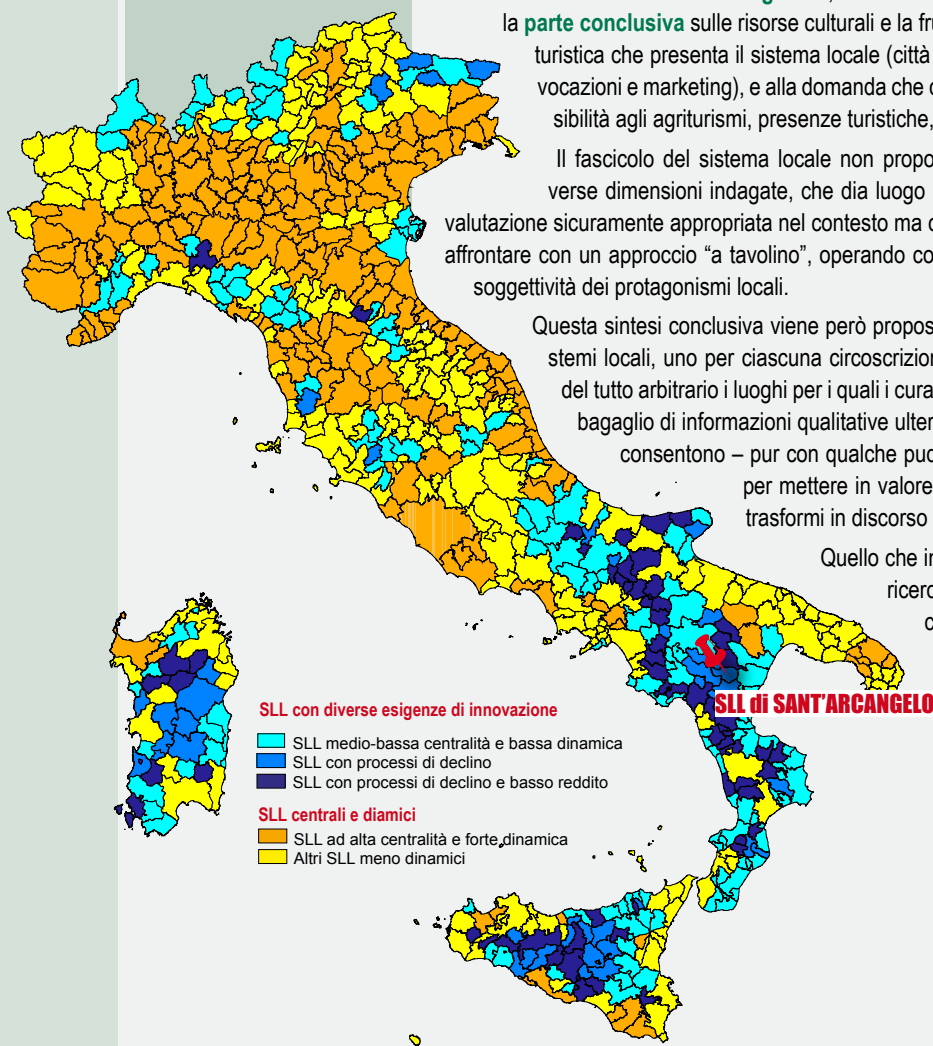 la parte conclusiva sulle risorse culturali e la fru
turistica che presenta il sistema locale (città
vocazioni e marketing), e alla domanda che
sibilità agli agriturismi, presenze turistiche,
Il fascicolo del sistema locale non propo
verse dimensioni indagate, che dia luogo
valutazione sicuramente appropriata nel contesto ma
affrontare con un approccio “a tavolino”, operando co
soggettività dei protagonismi locali.
Questa sintesi conclusiva viene però propos
stemi locali, uno per ciascuna circoscrizion
del tutto arbitrario i luoghi per i quali i cura
bagaglio di informazioni qualitative ulter
consentono – pur con qualche pud
per mettere in valore
trasformi in discorso
Quello che in
ricerc
c
SLL di SANT'ARCANGELO
SLL con diverse esigenze di innovazione
SLL medio-bassa centralità e bassa dinamica
SLL con processi di declino
SLL con processi di declino e basso reddito
SLL centrali e diamici
SLL ad alta centralità e forte dinamica
Altri SLL meno dinamici